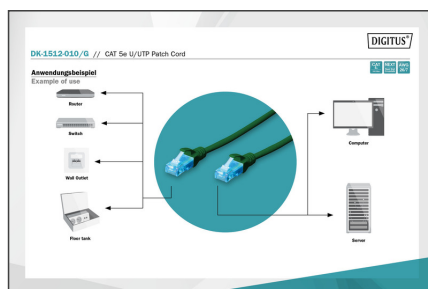 DIGITUS®
DK-1512-010/G // CAT 5e U/UTP Patch Cord
Anwendungsbeispiel
Example of use
Router
Switch
Wall Outlet
Floor tank
Computer
Server